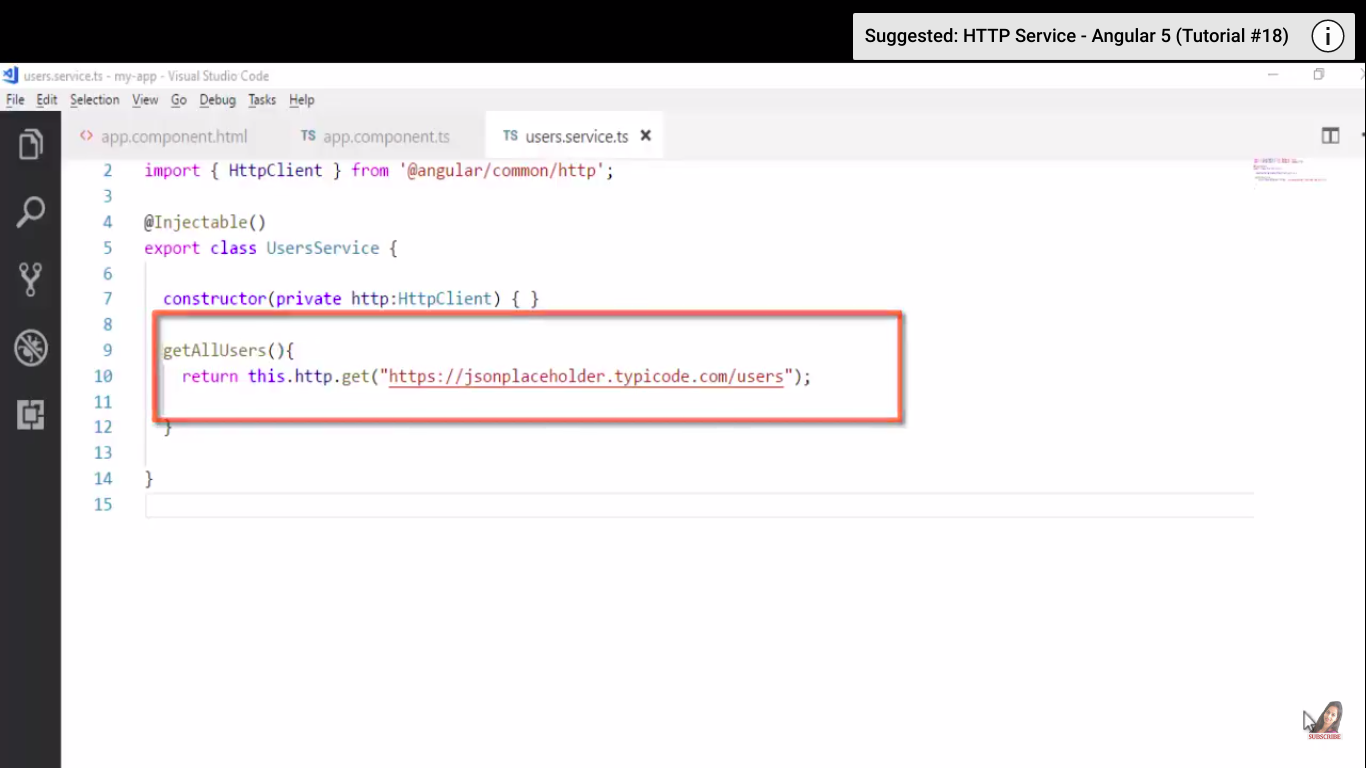 Suggested: HTTP Service - Angular 5 (Tutorial #18)
users.service.ts - my-app - Visual Studio Code
File Edit Selection View Go Debug Tasks Help
<> app.component.html TS app.component.ts TS users.service.ts
2 import { HttpClient } from '@angular/common/http';
3
4 @Injectable()
5 export class UsersService {
6
7 constructor(private http:HttpClient) { }
8
9 getAllUsers(){
10 return this.http.get("https://jsonplaceholder.typicode.com/users");
11
12 }
13
14 }
15
SUBSCRIBE